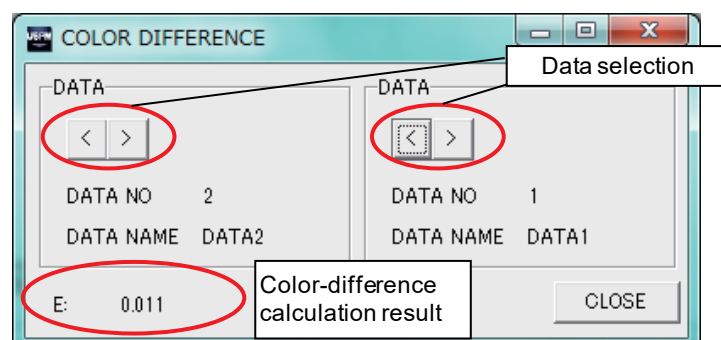 USPM COLOR DIFFERENCE
Data selection
DATA
< >
DATA NO 2
DATA NAME DATA2
DATA
< >
DATA NO 1
DATA NAME DATA1
E: 0.011
Color-difference
calculation result
CLOSE